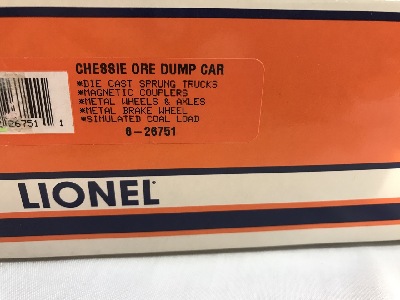 CHESSIE ORE DUMP CAR
*DIE CAST SPRUNG TRUCKS
*MAGNETIC COUPLERS
*METAL WHEELS & AXLES
*METAL BRAKE WHEEL
*SIMULATED COAL LOAD
6-26751
26751 1
LIONEL